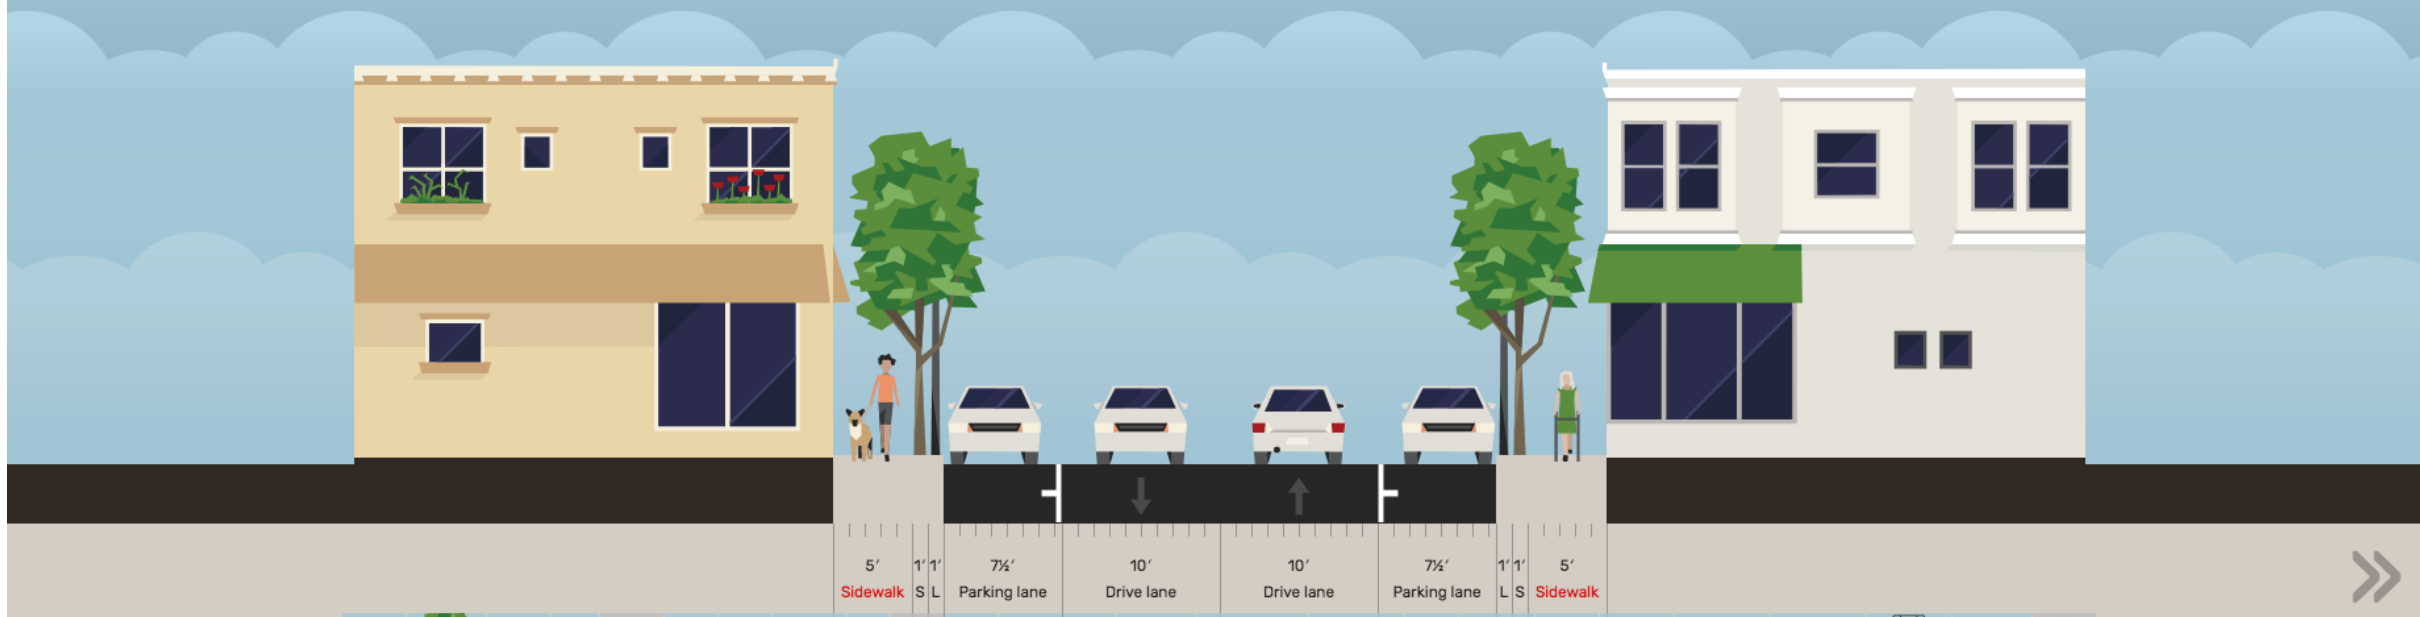 5′ 1′ 1′ 7½′ 10′ 10′ 7½′ 1′ 1′ 5′
Sidewalk S L Parking lane Drive lane Drive lane Parking lane L S Sidewalk